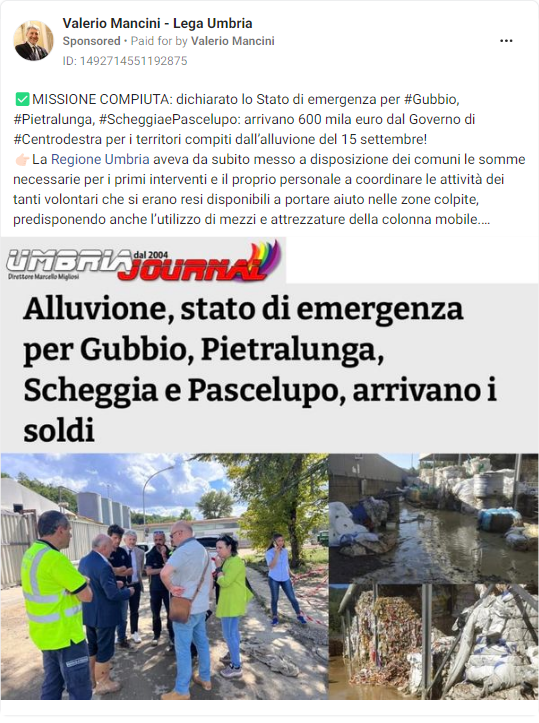 Valerio Mancini - Lega Umbria
Sponsored • Paid for by Valerio Mancini
ID: 1492714551192875
✅MISSIONE COMPIUTA: dichiarato lo Stato di emergenza per #Gubbio,
#Pietralunga, #ScheggiaePascelupo: arrivano 600 mila euro dal Governo di
#Centrodestra per i territori compiti dall'alluvione del 15 settembre!
👉🏻La Regione Umbria aveva da subito messo a disposizione dei comuni le somme
necessarie per i primi interventi e il proprio personale a coordinare le attività dei
tanti volontari che si erano resi disponibili a portare aiuto nelle zone colpite,
predisponendo anche l'utilizzo di mezzi e attrezzature della colonna mobile....
UMBRIA dal 2004
JOURNAL
Direttore Marcello Migliosi
Alluvione, stato di emergenza
per Gubbio, Pietralunga,
Scheggia e Pascelupo, arrivano i
soldi